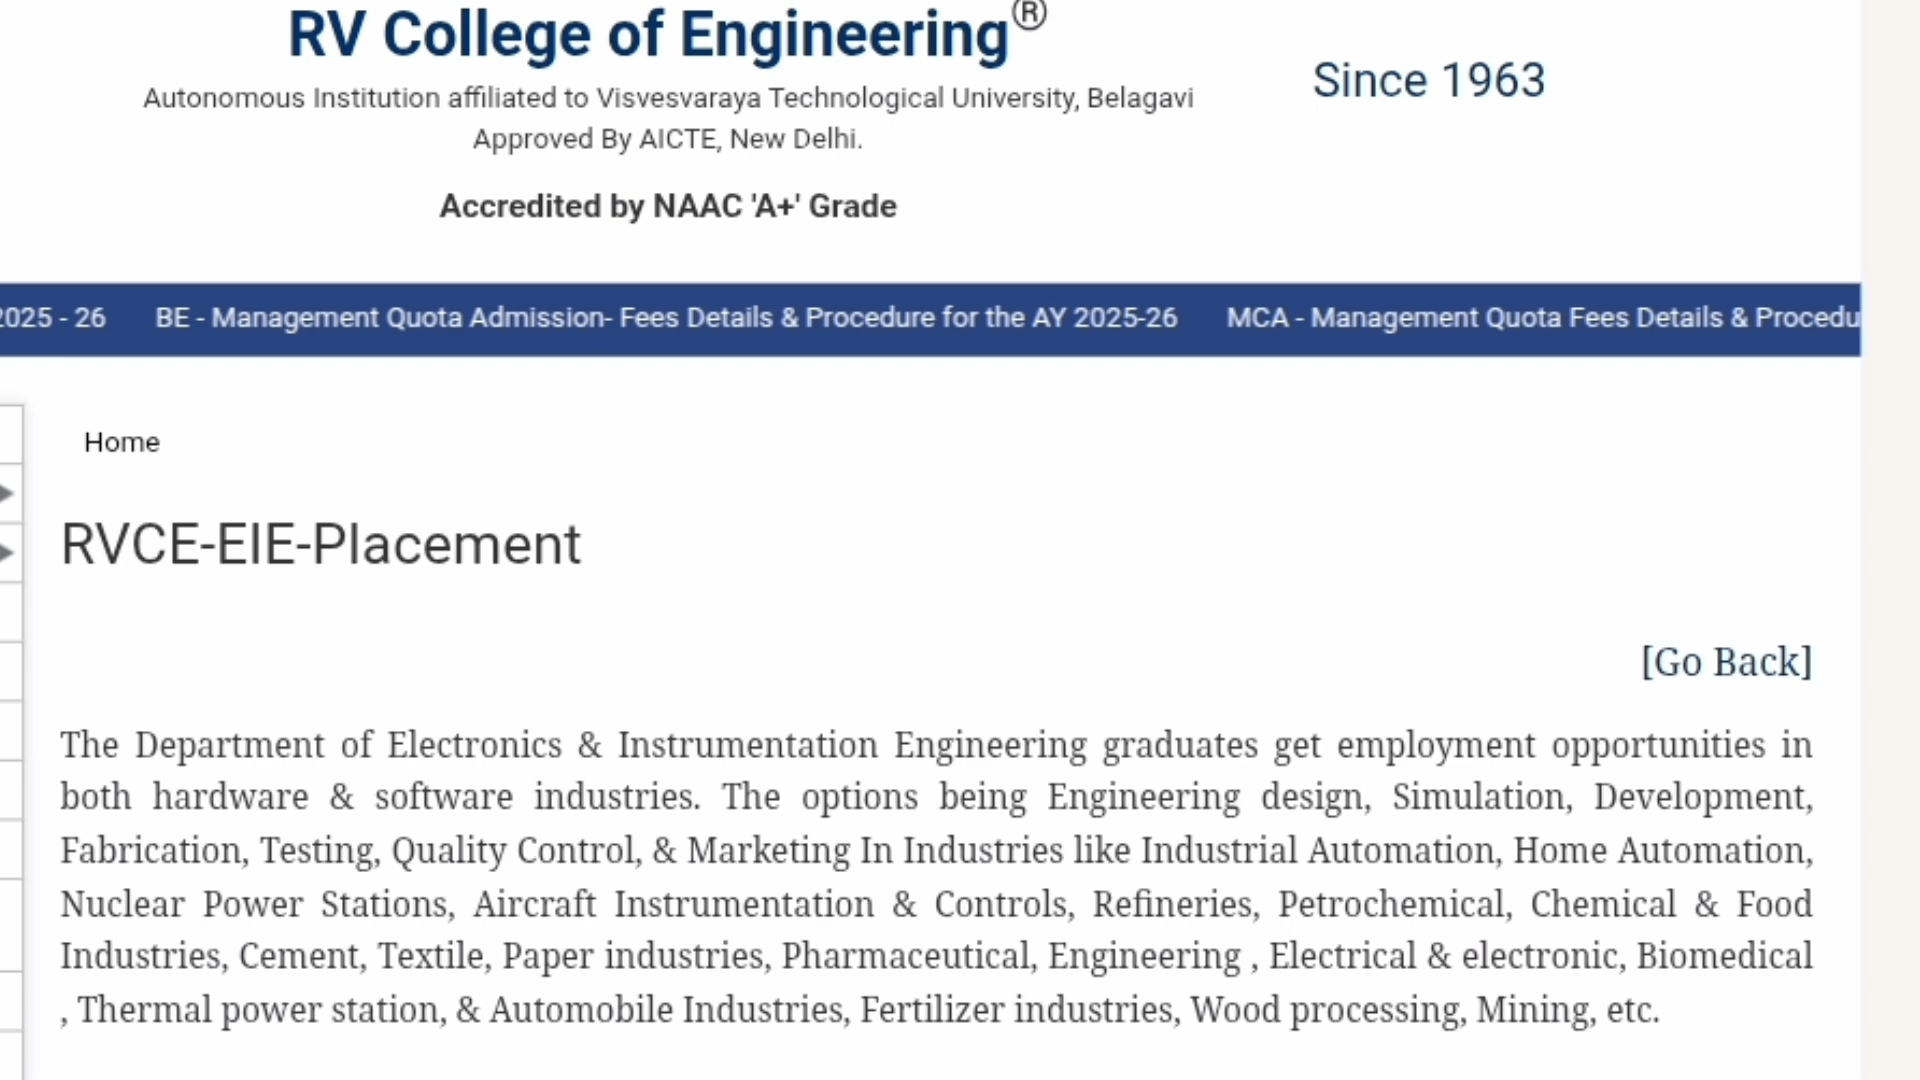 RV College of Engineering®
Since 1963
Autonomous Institution affiliated to Visvesvaraya Technological University, Belagavi
Approved By AICTE, New Delhi.
Accredited by NAAC 'A+' Grade
2025 - 26 BE - Management Quota Admission- Fees Details & Procedure for the AY 2025-26 MCA - Management Quota Fees Details & Procedu
Home
RVCE-EIE-Placement
[Go Back]
The Department of Electronics & Instrumentation Engineering graduates get employment opportunities in
both hardware & software industries. The options being Engineering design, Simulation, Development,
Fabrication, Testing, Quality Control, & Marketing In Industries like Industrial Automation, Home Automation,
Nuclear Power Stations, Aircraft Instrumentation & Controls, Refineries, Petrochemical, Chemical & Food
Industries, Cement, Textile, Paper industries, Pharmaceutical, Engineering , Electrical & electronic, Biomedical
, Thermal power station, & Automobile Industries, Fertilizer industries, Wood processing, Mining, etc.